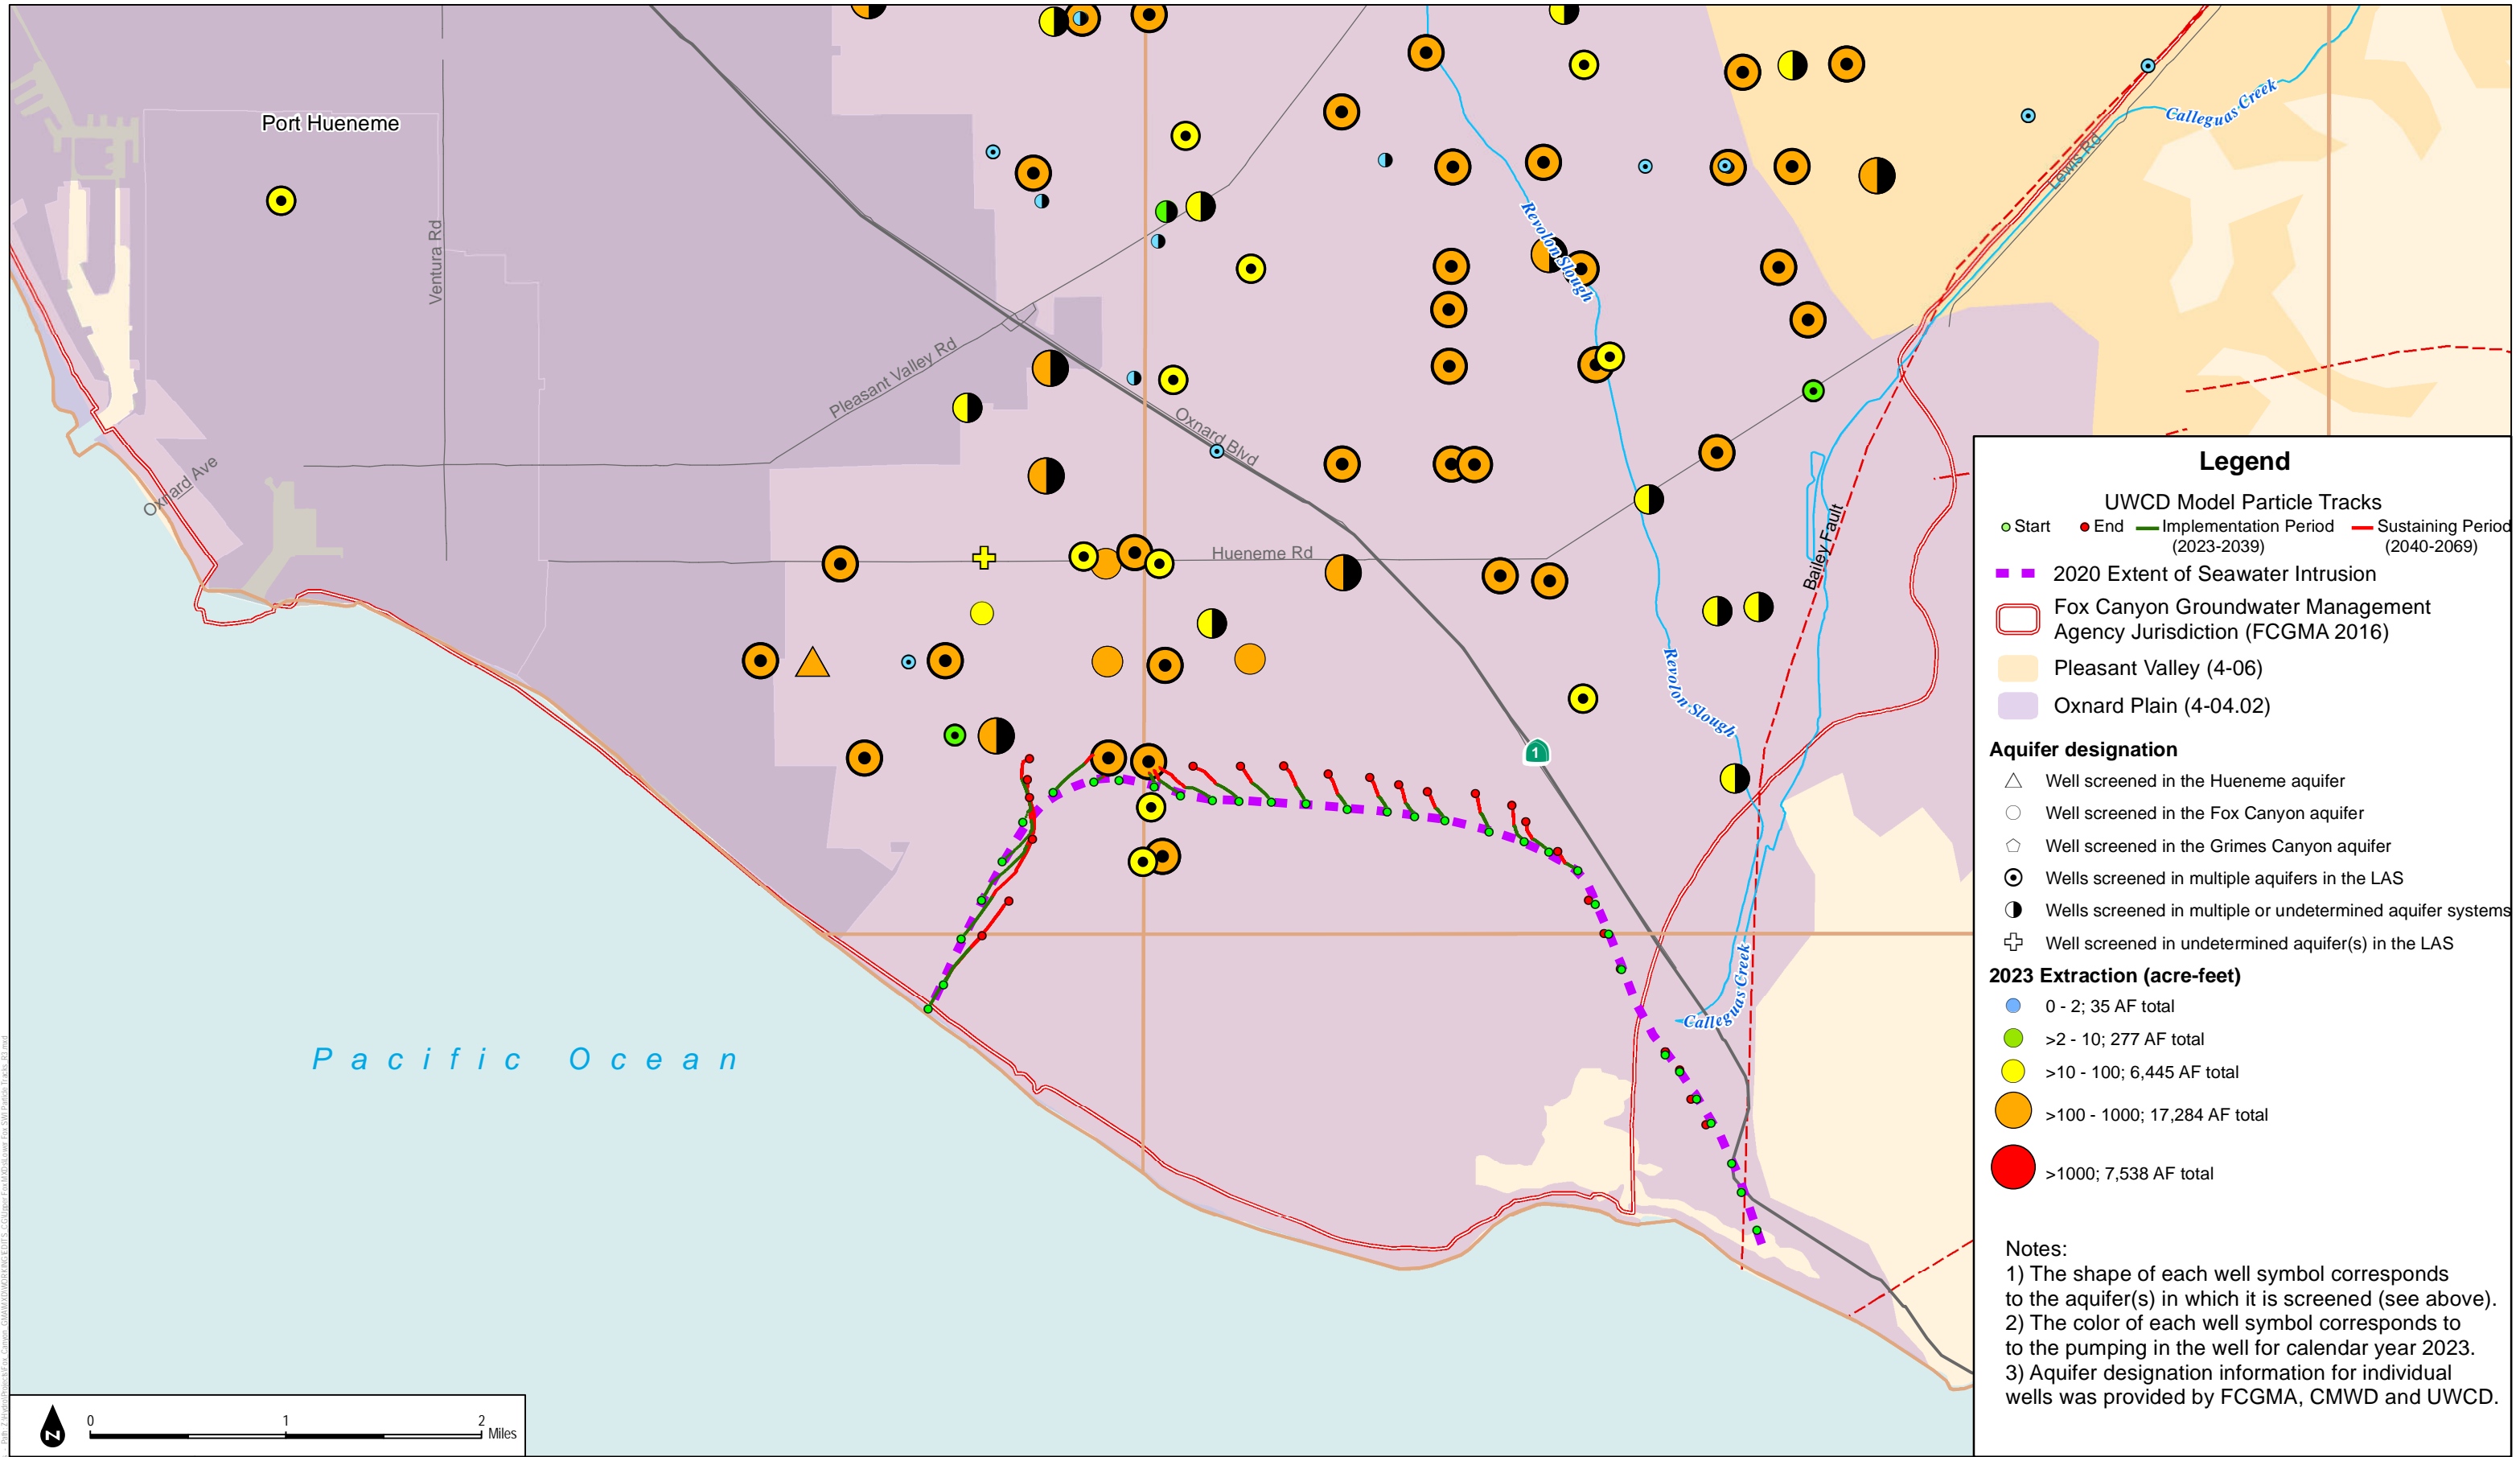 Port Hueneme
Ventura Rd
Oxnard Ave
Pleasant Valley Rd
Oxnard Blvd
Hueneme Rd
Revolon Slough
Revolon Slough
Calleguas Creek
Lewis Rd
Bailey Fault
1
Calleguas Creek
Pacific Ocean
N
0 1 2
Miles
Legend
UWCD Model Particle Tracks
Start End Implementation Period Sustaining Period
(2023-2039) (2040-2069)
2020 Extent of Seawater Intrusion
Fox Canyon Groundwater Management
Agency Jurisdiction (FCGMA 2016)
Pleasant Valley (4-06)
Oxnard Plain (4-04.02)
Aquifer designation
Well screened in the Hueneme aquifer
Well screened in the Fox Canyon aquifer
Well screened in the Grimes Canyon aquifer
Wells screened in multiple aquifers in the LAS
Wells screened in multiple or undetermined aquifer systems
Well screened in undetermined aquifer(s) in the LAS
2023 Extraction (acre-feet)
0 - 2; 35 AF total
>2 - 10; 277 AF total
>10 - 100; 6,445 AF total
>100 - 1000; 17,284 AF total
>1000; 7,538 AF total
Notes:
1) The shape of each well symbol corresponds
to the aquifer(s) in which it is screened (see above).
2) The color of each well symbol corresponds to
to the pumping in the well for calendar year 2023.
3) Aquifer designation information for individual
wells was provided by FCGMA, CMWD and UWCD.